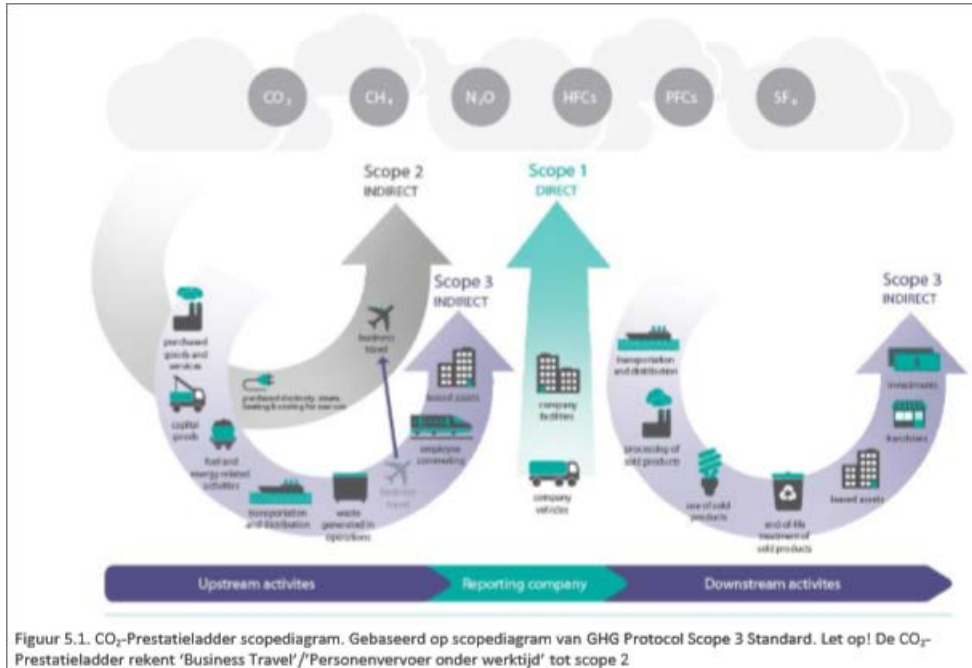 CO₂
CH₄
N₂O
HFCs
PFCs
SF₆
Scope 2
INDIRECT
Scope 1
DIRECT
Scope 3
INDIRECT
Scope 3
INDIRECT
purchased
goods and
services
capital
goods
fuel and
energy related
activities
transportation
and distribution
waste
generated in
operations
purchased electricity, steam,
heating & cooling for own use
business
travel
business
travel
employee
commuting
leased assets
company
facilities
company
vehicles
transportation
and distribution
processing of
sold products
use of sold
products
end-of-life
treatment of
sold products
leased assets
franchises
investments
Upstream activites
Reporting company
Downstream activites
Figuur 5.1. CO₂-Prestatieladder scopediagram. Gebaseerd op scopediagram van GHG Protocol Scope 3 Standard. Let op! De CO₂-
Prestatieladder rekent ‘Business Travel’/’Personenvervoer onder werktijd’ tot scope 2